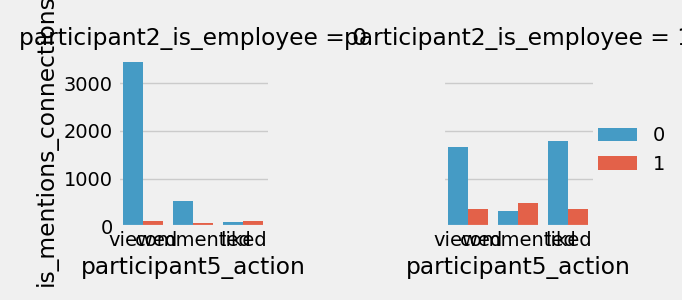 participant2_is_employee = 0
participant2_is_employee = 1
is_mentions_connections
3000
2000
1000
0
viewed commented liked
viewed commented liked
participant5_action
participant5_action
0
1